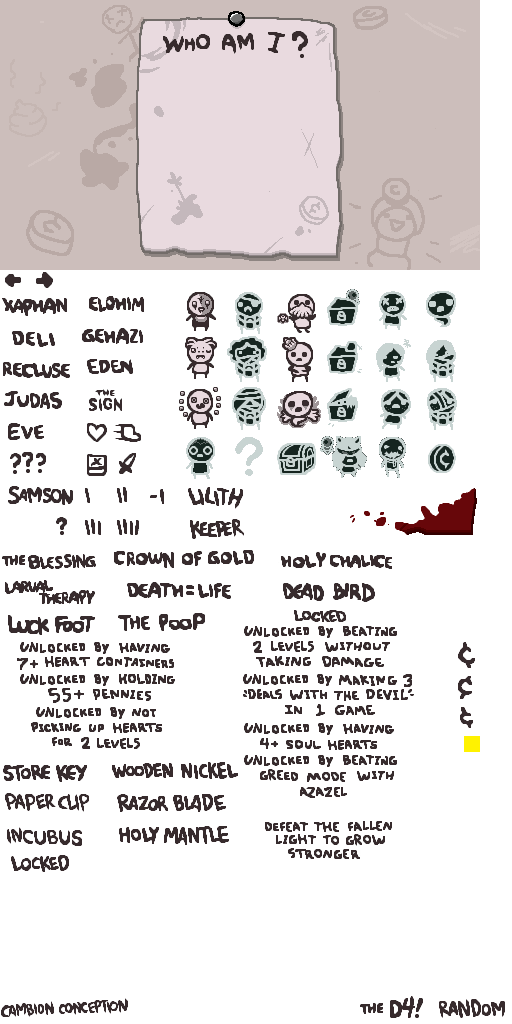 WHO AM I?
XAPHAN ELOHIM
DELI GEHAZI
RECLUSE EDEN
JUDAS THE SIGN
EVE
???
SAMSON I II -I LILITH
? III IIII KEEPER
THE BLESSING CROWN OF GOLD HOLY CHALICE
LARVAL THERAPY DEATH=LIFE DEAD BIRD
LUCK FOOT THE POOP
LOCKED
UNLOCKED BY HAVING
7+ HEART CONTAINERS
UNLOCKED BY HOLDING
55+ PENNIES
UNLOCKED BY NOT
PICKING UP HEARTS
FOR 2 LEVELS
UNLOCKED BY BEATING
2 LEVELS WITHOUT
TAKING DAMAGE
UNLOCKED BY MAKING 3
"DEALS WITH THE DEVIL"
IN 1 GAME
UNLOCKED BY HAVING
4+ SOUL HEARTS
UNLOCKED BY BEATING
GREED MODE WITH
AZAZEL
¢
¢
¢
STORE KEY WOODEN NICKEL
PAPER CLIP RAZOR BLADE
INCUBUS HOLY MANTLE
LOCKED
DEFEAT THE FALLEN
LIGHT TO GROW
STRONGER
CAMBION CONCEPTION THE D4! RANDOM